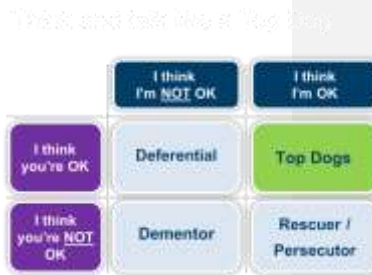 Think and talk like a Top Dog
I think
I'm NOT OK
I think
I'm OK
I think
you're OK
Deferential
Top Dogs
I think
you're NOT
OK
Dementor
Rescuer /
Persecutor